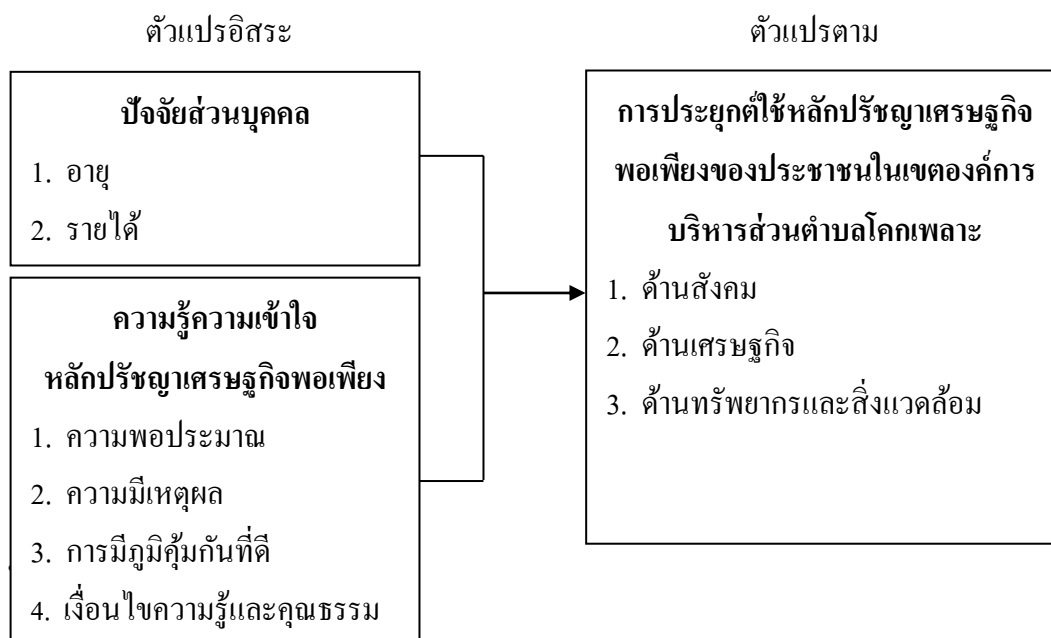 ตัวแปรอิสระ
ปัจจัยส่วนบุคคล
1. อายุ
2. รายได้
ความรู้ความเข้าใจ
หลักปรัชญาเศรษฐกิจพอเพียง
1. ความพอประมาณ
2. ความมีเหตุผล
3. การมีภูมิคุ้มกันที่ดี
4. เงื่อนไขความรู้และคุณธรรม
ตัวแปรตาม
การประยุกต์ใช้หลักปรัชญาเศรษฐกิจ
พอเพียงของประชาชนในเขตองค์การ
บริหารส่วนตำบลโคกเพลาะ
1. ด้านสังคม
2. ด้านเศรษฐกิจ
3. ด้านทรัพยากรและสิ่งแวดล้อม